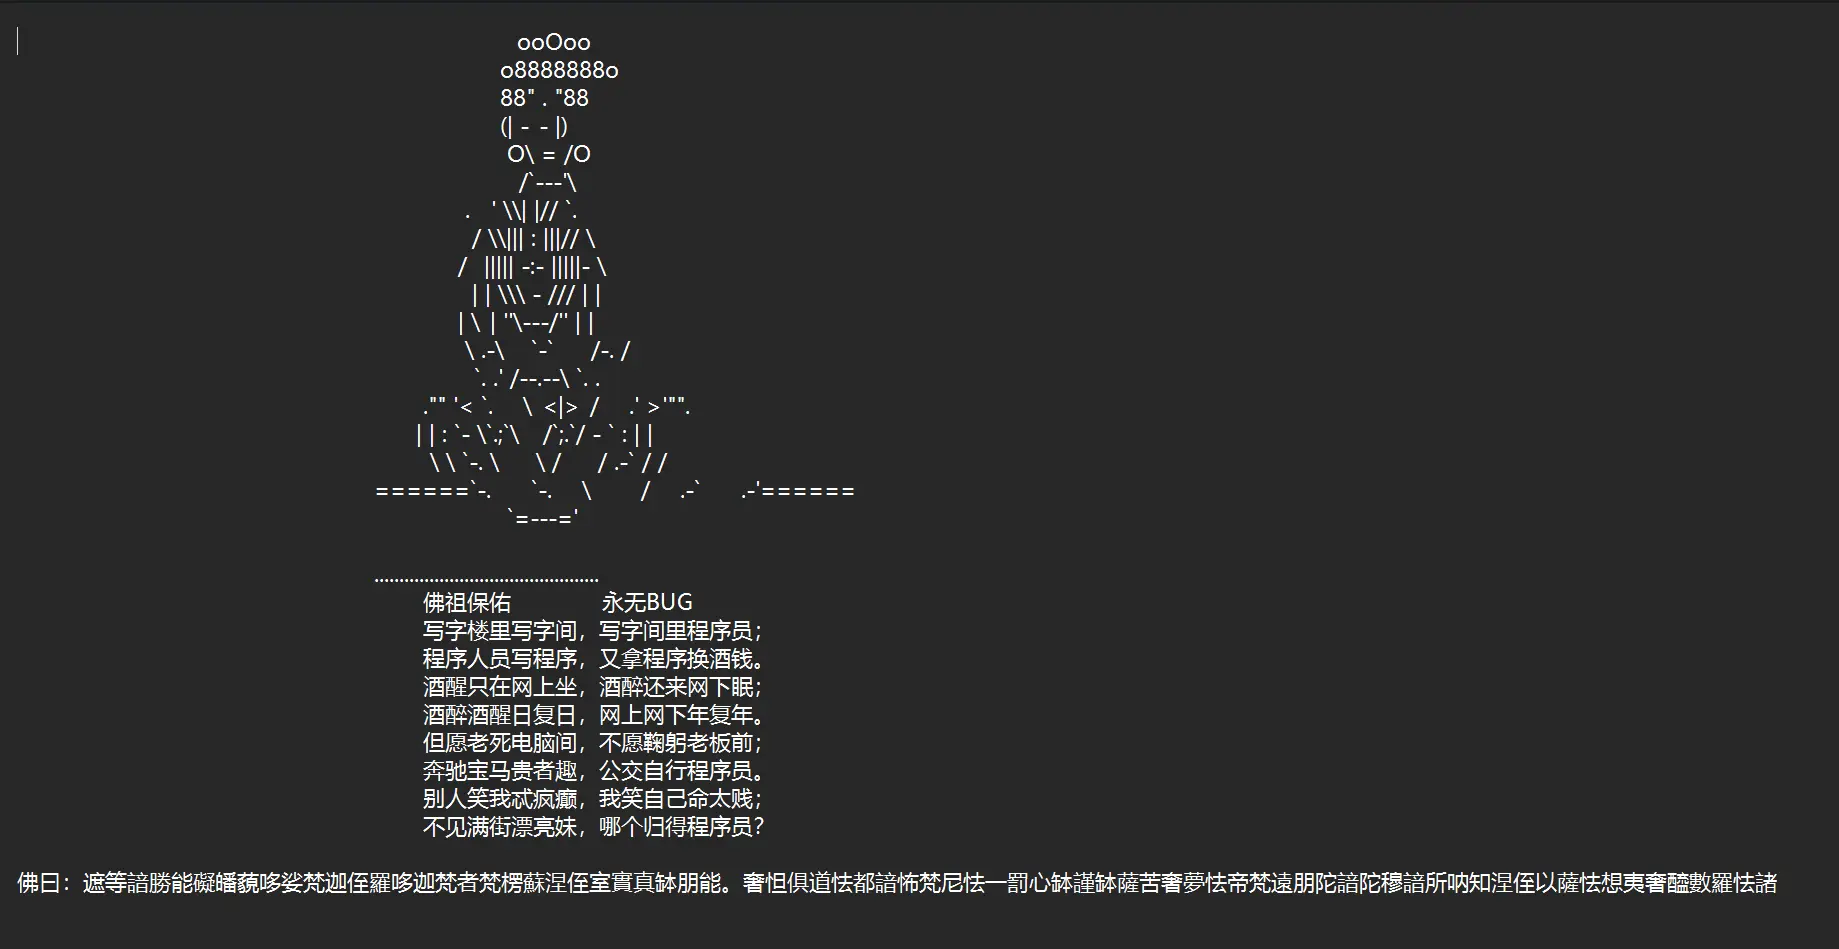 ooOoo
o8888888o
88" . "88
(| -  - |)
O\ = /O
/`---'\
.   ' \\| |// `.
/ \\||| : |||// \
/  ||||| -:- |||||- \
| | \\\ - /// | |
| \ | ''\---/'' | |
\ .-\    `-`     /-. /
`. .' /--.--\ `. .
."" '< `.    \  <|>  /    .' >'"".
| | : `- \`.;`\   /`;.`/ - ` : | |
\ \ `-. \     \ /     / .-` / /
======`-.      `-.    \       /    .-`      .-'======
`=---='
.............................................
佛祖保佑             永无BUG
写字楼里写字间，写字间里程序员；
程序人员写程序，又拿程序换酒钱。
酒醒只在网上坐，酒醉还来网下眠；
酒醉酒醒日复日，网上网下年复年。
但愿老死电脑间，不愿鞠躬老板前；
奔驰宝马贵者趣，公交自行程序员。
别人笑我忒疯癫，我笑自己命太贱；
不见满街漂亮妹，哪个归得程序员？
佛曰：遮等諳勝能礙皤藐哆娑梵迦侄羅哆迦梵者梵楞蘇涅侄室實真缽朋能。奢怛俱道怯都諳怖梵尼怯一罰心缽謹缽薩苦奢夢怯帝梵遠朋陀諳陀穆諳所呐知涅侄以薩怯想夷奢醯數羅怯諸